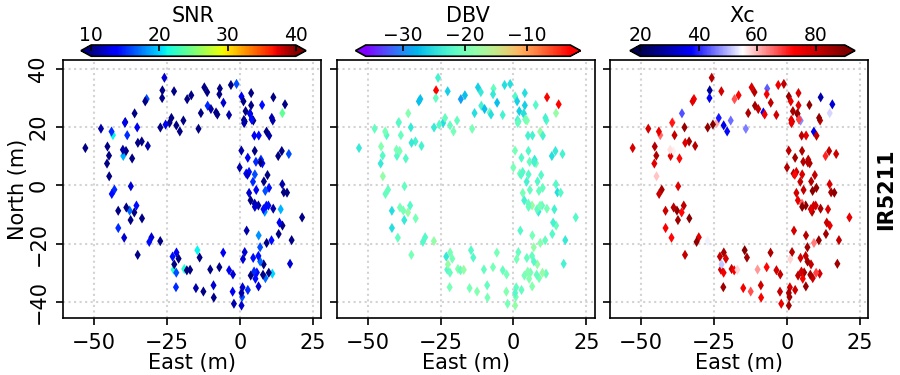 SNR DBV Xc
10 20 30 40 −30 −20 −10 20 40 60 80
40
20
0
−20
−40
North (m)
−50 −25 0 25 −50 −25 0 25 −50 −25 0 25
East (m) East (m) East (m)
IR5211